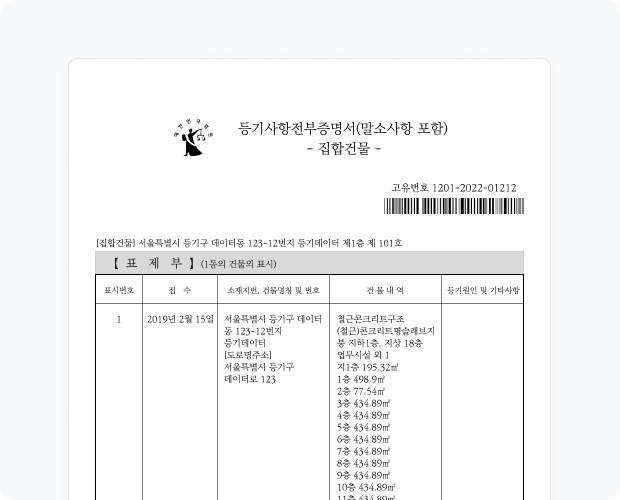 대한민국법원
등기사항전부증명서(말소사항 포함)
- 집합건물 -
고유번호 1201-2022-01212
[집합건물] 서울특별시 등기구 데이터동 123-12번지 등기데이터 제1층 제 101호
【 표 제 부 】 (1동의 건물의 표시)
표시번호 접 수 소재지번, 건물명칭 및 번호 건 물 내 역 등기원인 및 기타사항
1 2019년 2월 15일 서울특별시 등기구 데이터 철근콘크리트구조
동 123-12번지 (철근)콘크리트평슬래브지
등기데이터 붕 지하1층, 지상 18층
[도로명주소] 업무시설 외 1
서울특별시 등기구 지1층 195.32㎡
데이터로 123 1층 498.9㎡
2층 77.54㎡
3층 434.89㎡
4층 434.89㎡
5층 434.89㎡
6층 434.89㎡
7층 434.89㎡
8층 434.89㎡
9층 434.89㎡
10층 434.89㎡
11층 434.89㎡